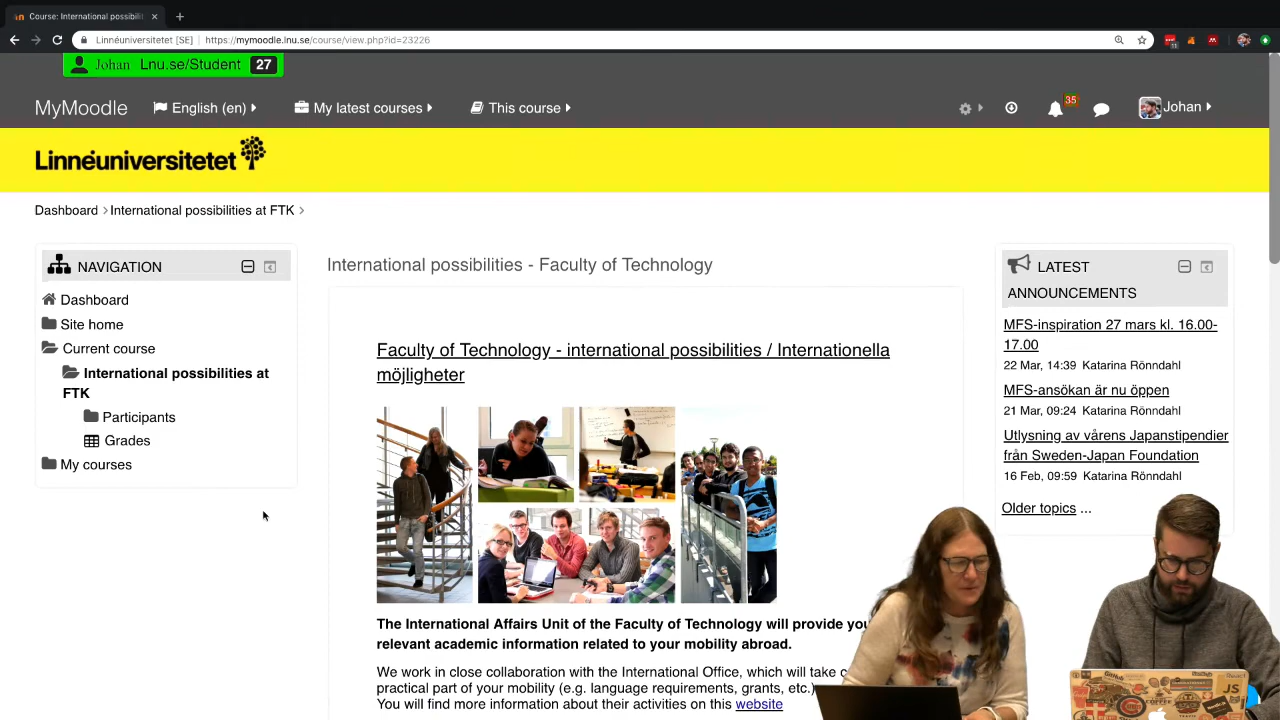 Course: International possibili
Linnéuniversitetet [SE] | https://mymoodle.lnu.se/course/view.php?id=23226
Johan Lnu.se/Student 27
MyMoodle English (en) My latest courses This course 35 Johan
Linnéuniversitetet
Dashboard International possibilities at FTK
NAVIGATION
Dashboard
Site home
Current course
International possibilities at
FTK
Participants
Grades
My courses
International possibilities - Faculty of Technology
Faculty of Technology - international possibilities / Internationella
möjligheter
The International Affairs Unit of the Faculty of Technology will provide you
relevant academic information related to your mobility abroad.
We work in close collaboration with the International Office, which will take c
practical part of your mobility (e.g. language requirements, grants, etc.)
You will find more information about their activities on this website
LATEST
ANNOUNCEMENTS
MFS-inspiration 27 mars kl. 16.00-
17.00
22 Mar, 14:39 Katarina Rönndahl
MFS-ansökan är nu öppen
21 Mar, 09:24 Katarina Rönndahl
Utlysning av vårens Japanstipendier
från Sweden-Japan Foundation
16 Feb, 09:59 Katarina Rönndahl
Older topics ...
JS